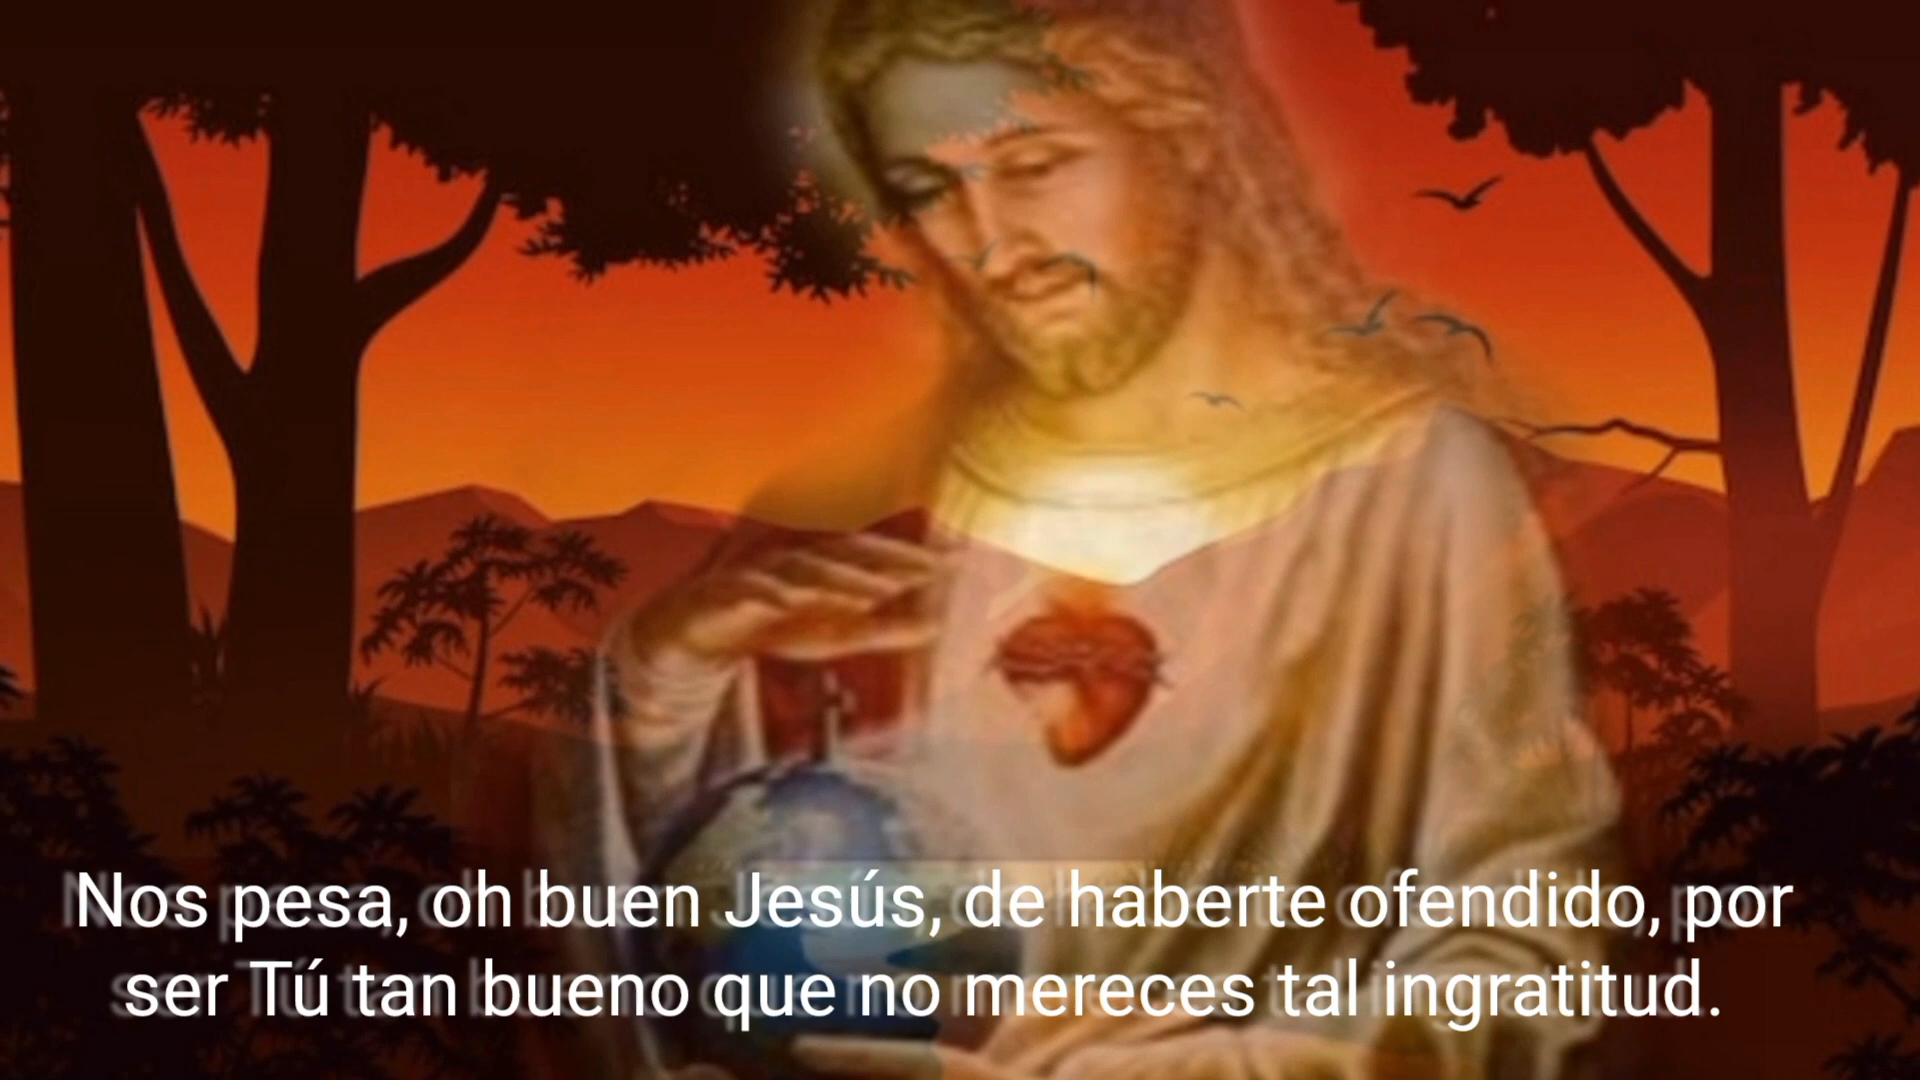 Nos pesa, oh buen Jesús, de haberte ofendido, por
ser Tú tan bueno que no mereces tal ingratitud.